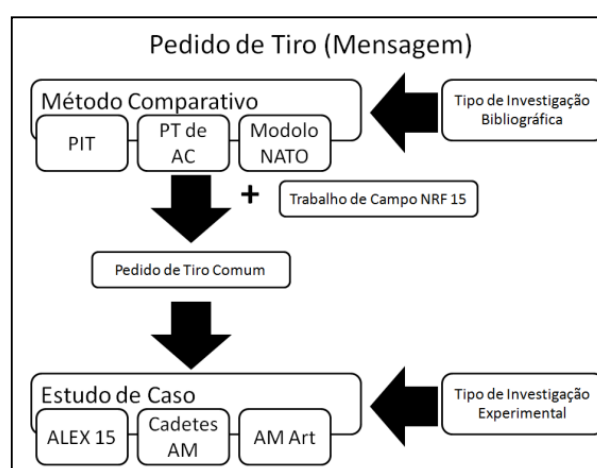 Pedido de Tiro (Mensagem)
Método Comparativo
PIT
PT de
AC
Modolo
NATO
Tipo de Investigação
Bibliográfica
+
Trabalho de Campo NRF 15
Pedido de Tiro Comum
Estudo de Caso
ALEX 15
Cadetes
AM
AM Art
Tipo de Investigação
Experimental